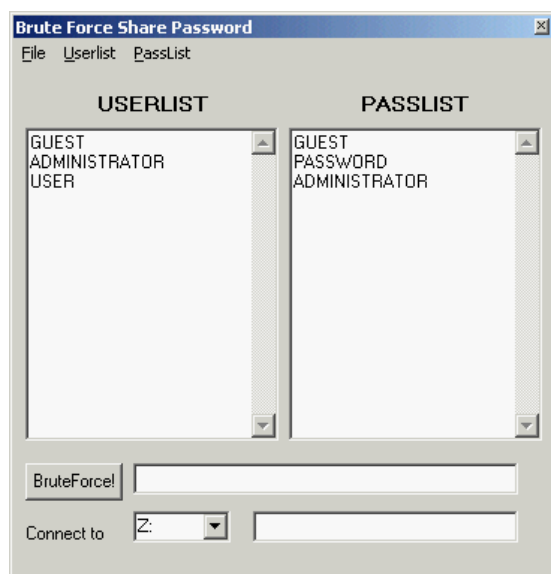 Brute Force Share Password
File Userlist PassList
USERLIST
GUEST
ADMINISTRATOR
USER
PASSLIST
GUEST
PASSWORD
ADMINISTRATOR
BruteForce!
Connect to Z: